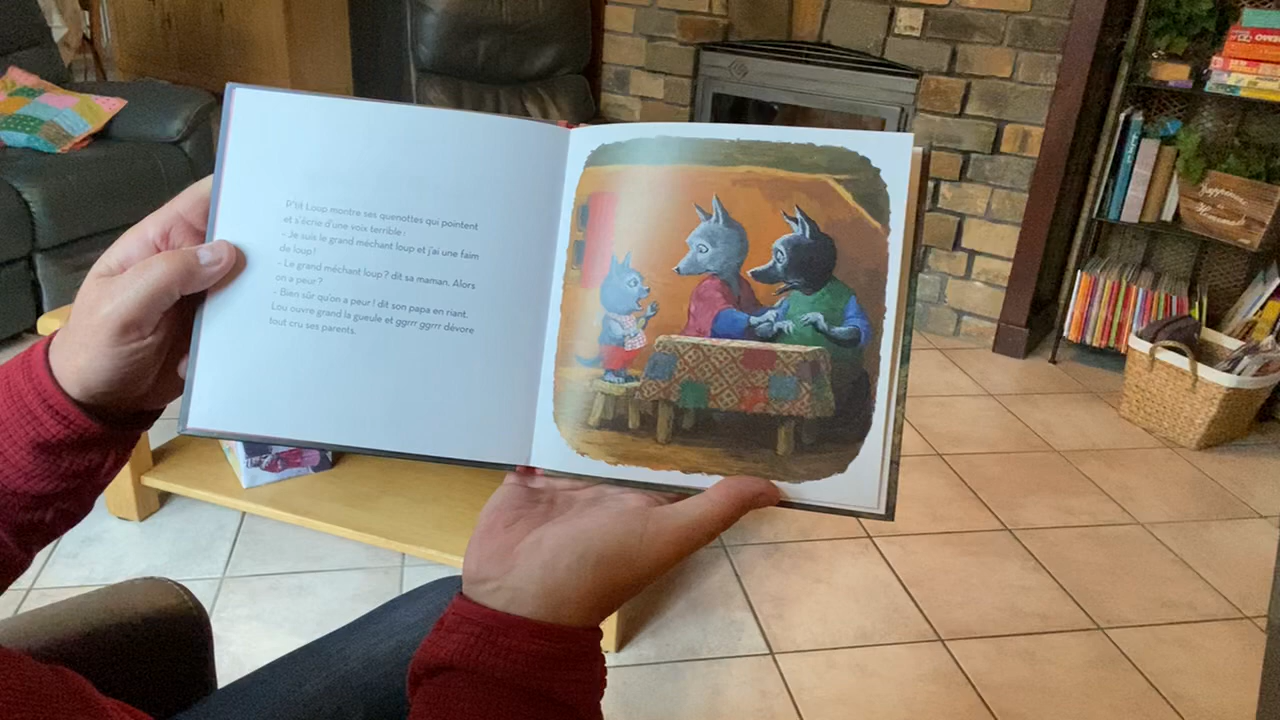 P'tit Loup montre ses quenottes qui pointent
et s'écrie d'une voix terrible :
- Je suis le grand méchant loup et j'ai une faim
de loup !
- Le grand méchant loup ? dit sa maman. Alors
on a peur ?
- Bien sûr qu'on a peur ! dit son papa en riant.
Lou ouvre grand la gueule et ggrrr ggrrr dévore
tout cru ses parents.